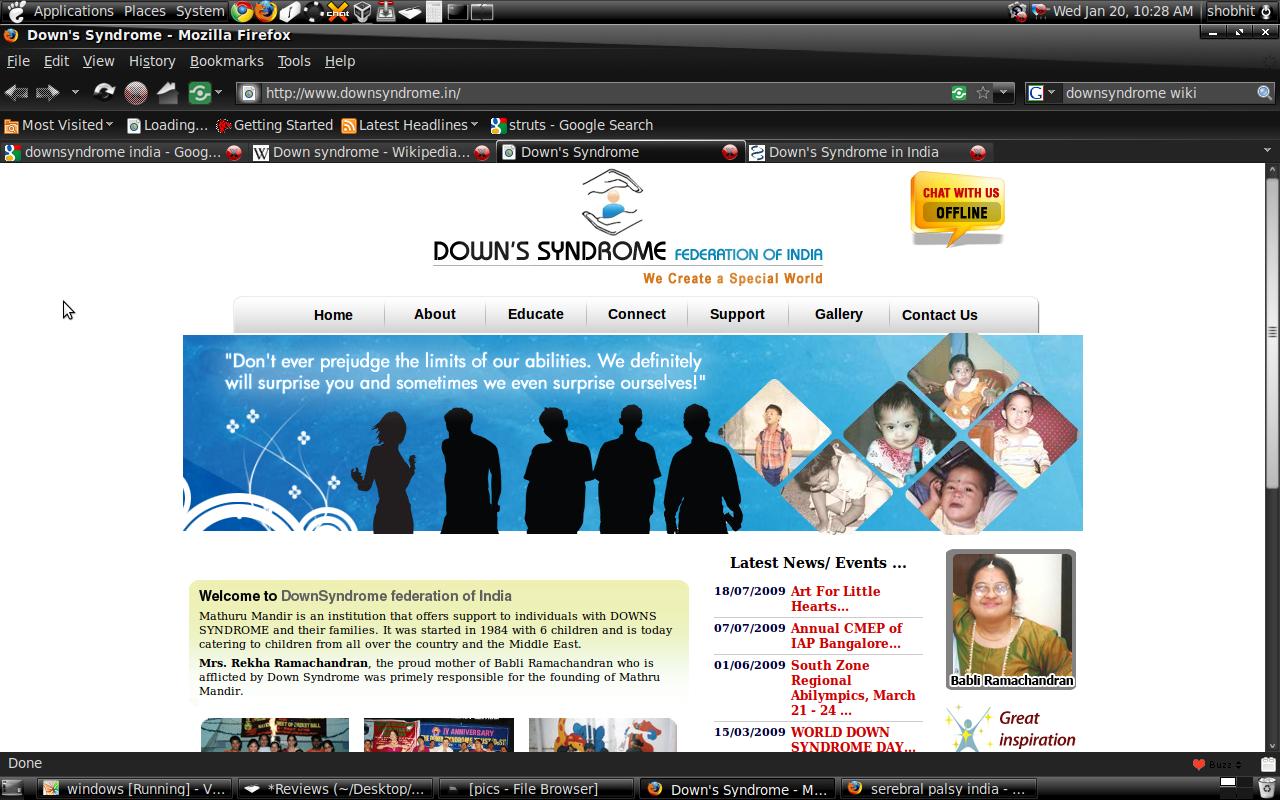 Applications Places System
Wed Jan 20, 10:28 AM shobhit
Down's Syndrome - Mozilla Firefox
File Edit View History Bookmarks Tools Help
http://www.downsyndrome.in/
downsyndrome wiki
Most Visited Loading... Getting Started Latest Headlines struts - Google Search
downsyndrome india - Goog... Down syndrome - Wikipedia... Down's Syndrome Down's Syndrome in India
CHAT WITH US
OFFLINE
DOWN'S SYNDROME FEDERATION OF INDIA
We Create a Special World
Home About Educate Connect Support Gallery Contact Us
"Don't ever prejudge the limits of our abilities. We definitely
will surprise you and sometimes we even surprise ourselves!"
Welcome to DownSyndrome federation of India
Mathuru Mandir is an institution that offers support to individuals with DOWNS
SYNDROME and their families. It was started in 1984 with 6 children and is today
catering to children from all over the country and the Middle East.
Mrs. Rekha Ramachandran, the proud mother of Babli Ramachandran who is
afflicted by Down Syndrome was primely responsible for the founding of Mathru
Mandir.
IV ANNIVERSARY
Latest News/ Events ...
18/07/2009 Art For Little
Hearts...
07/07/2009 Annual CMEP of
IAP Bangalore...
01/06/2009 South Zone
Regional
Abilympics, March
21 - 24 ...
15/03/2009 WORLD DOWN
SYNDROME DAY...
Babli Ramachandran
Great
inspiration
Done
Buzz
windows [Running] - V... *Reviews (~/Desktop/... [pics - File Browser] Down's Syndrome - M... serebral palsy india - ...